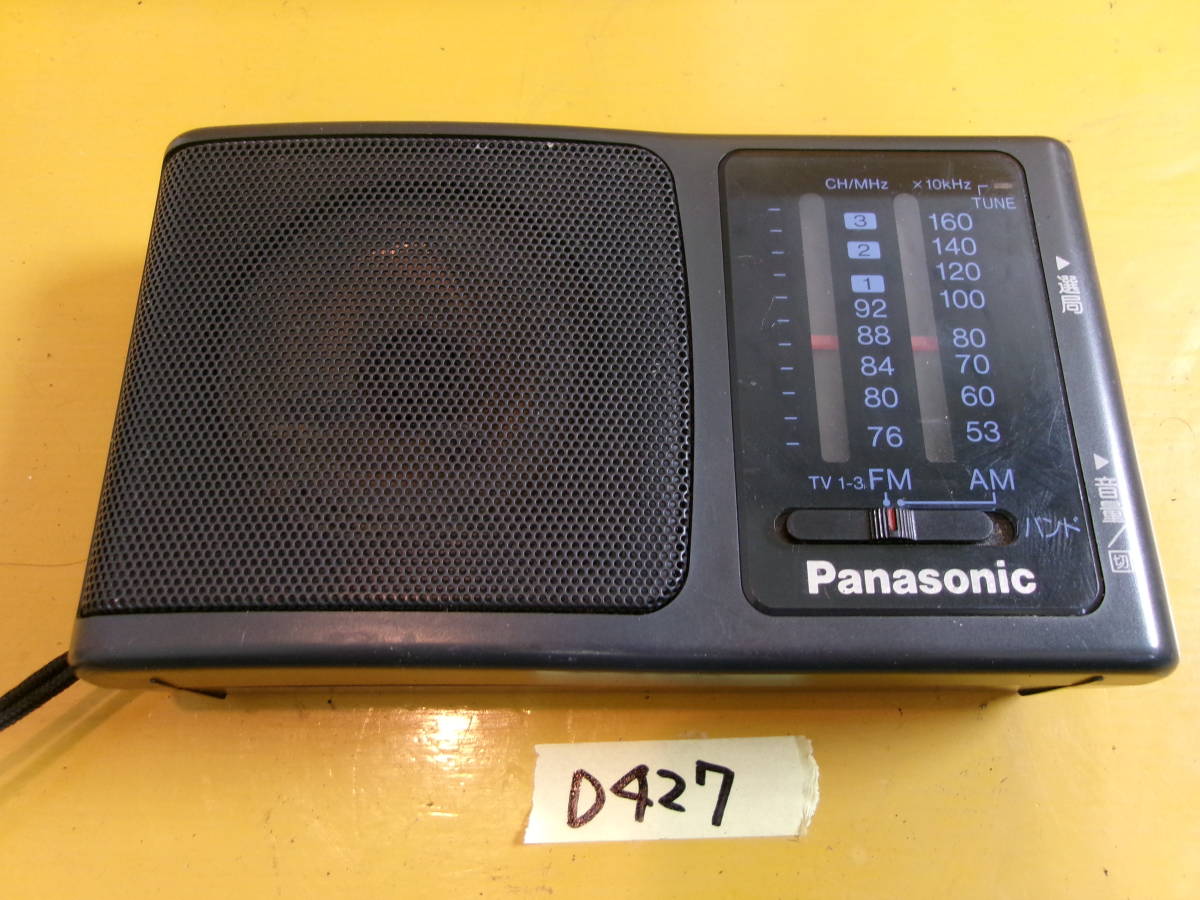 CH/MHz ×10kHz
TUNE
3 160
2 140
120
1 100
92
88 80
84 70
80 60
76 53
TV 1-3 FM AM
バンド
Panasonic
▶選局
▶音量/切
D427